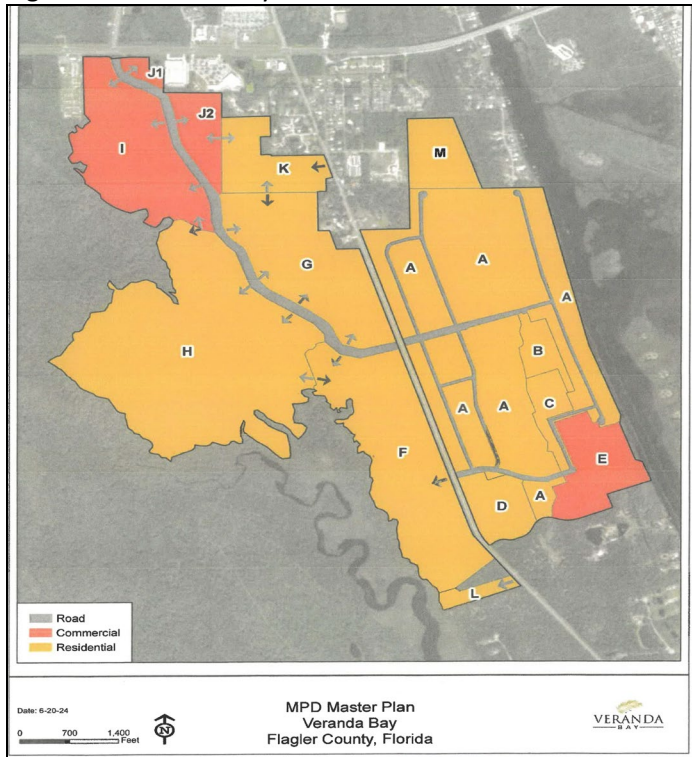 J1
J2
I
K
M
G
A
A
A
H
B
C
A
A
F
E
D
A
L
Road
Commercial
Residential
Date: 6-20-24
0 700 1,400
Feet
N
MPD Master Plan
Veranda Bay
Flagler County, Florida
VERANDA
BAY